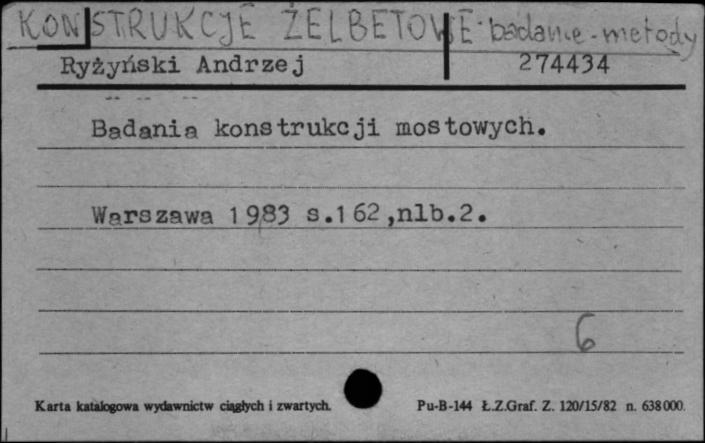 KONSTRUKCJE ŻELBETOWE - badanie - metody
Ryżyński Andrzej 274434
Badania konstrukcji mostowych.
Warszawa 1983 s.162,nlb.2.
6
Karta katalogowa wydawnictw ciągłych i zwartych. Pu-B-144 Ł.Z.Graf. Z. 120/15/82 n. 638000.